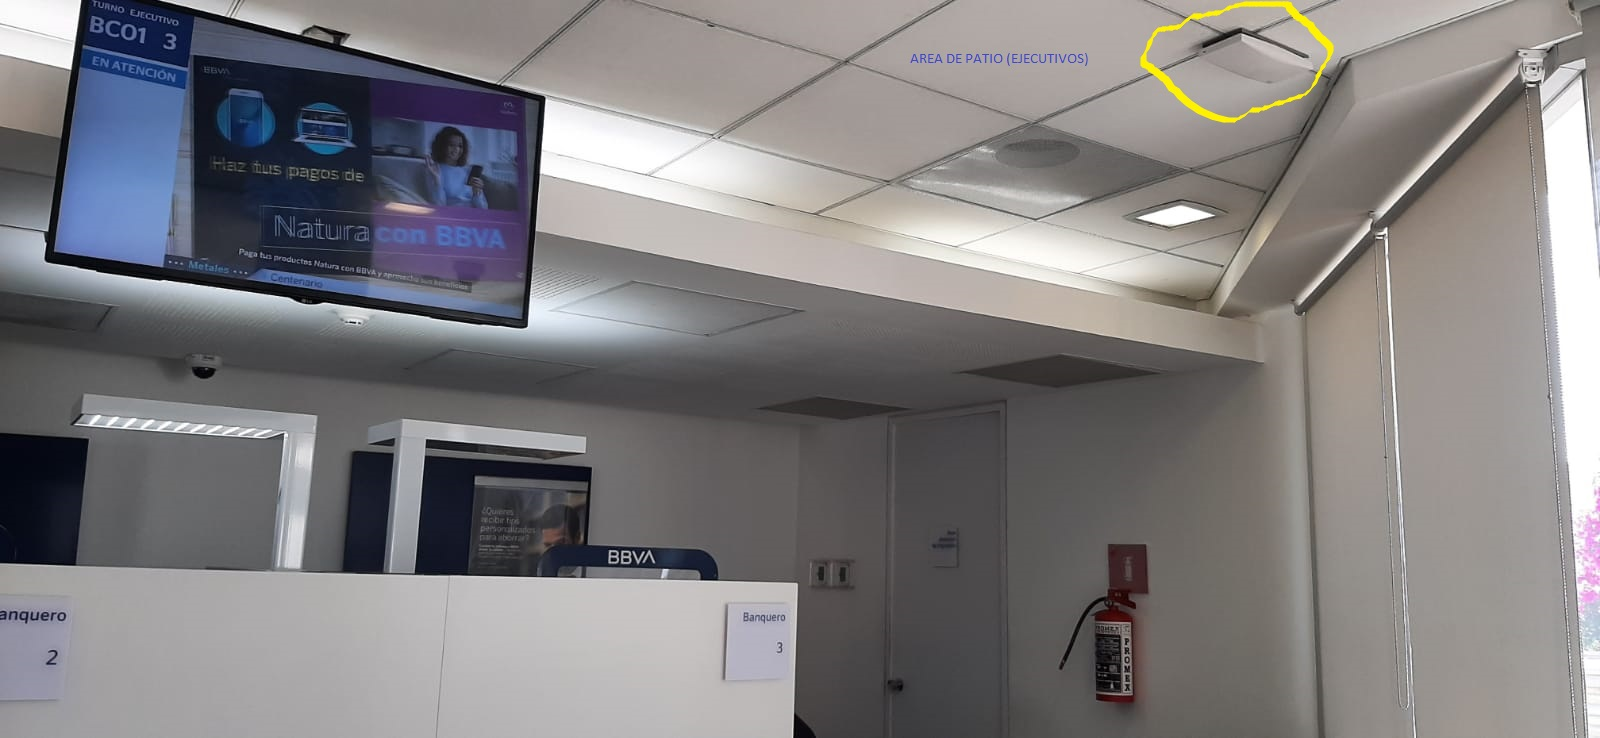 TURNO EJECUTIVO
BC01 3
EN ATENCIÓN
BBVA
Haz tus pagos de
Natura con BBVA
Paga tus productos Natura con BBVA y aprovecha sus beneficios
••• Metales •••
Centenario
AREA DE PATIO (EJECUTIVOS)
¿Quieres
recibir tips
personalizados
para ahorrar?
BBVA
anquero
2
Banquero
3
PROMEX
PROMEX